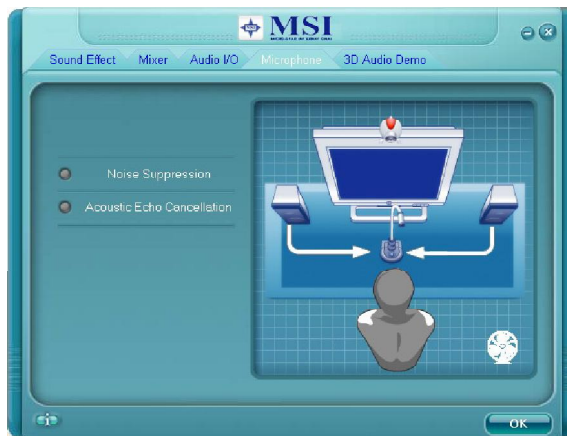 MSI
Sound Effect
Mixer
Audio I/O
Microphone
3D Audio Demo
Noise Suppression
Acoustic Echo Cancellation
i
OK